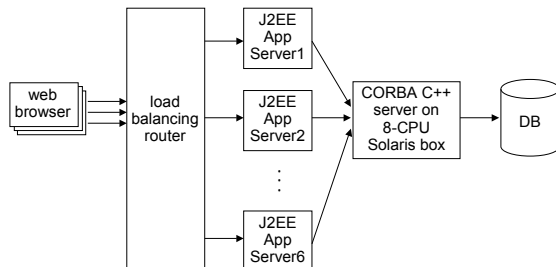 web
browser
load
balancing
router
J2EE
App
Server1
J2EE
App
Server2
J2EE
App
Server6
CORBA C++
server on
8-CPU
Solaris box
DB